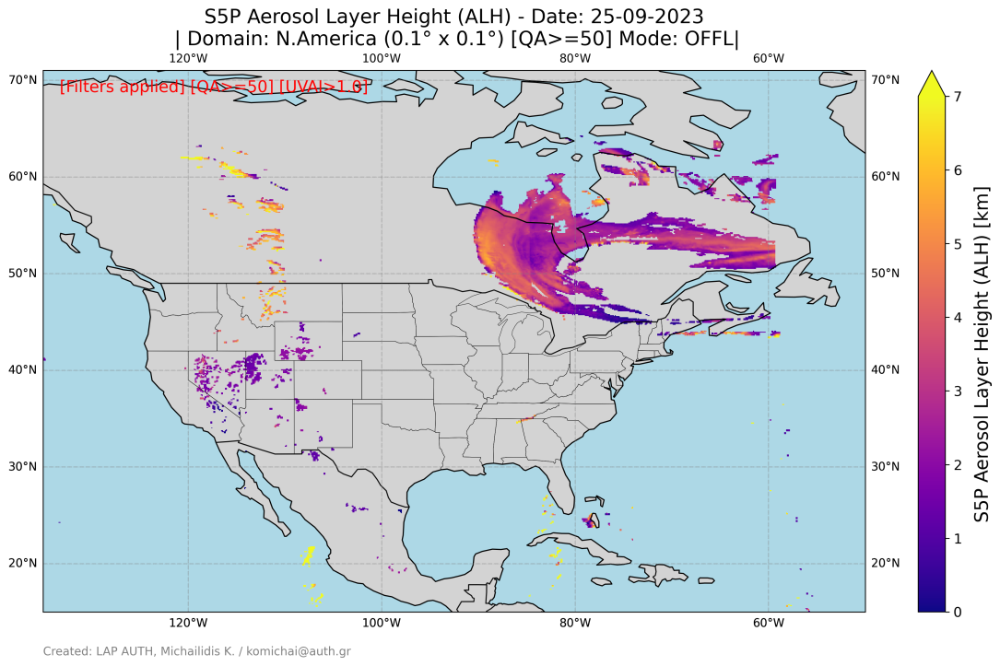 S5P Aerosol Layer Height (ALH) - Date: 25-09-2023
| Domain: N.America (0.1° x 0.1°) [QA>=50] Mode: OFFL|
120°W 100°W 80°W 60°W
70°N 70°N
[Filters applied] [QA>=50] [UVAI>1.0]
60°N 60°N
50°N 50°N
40°N 40°N
30°N 30°N
20°N 20°N
120°W 100°W 80°W 60°W
7
6
5
4
3
2
1
0
S5P Aerosol Layer Height (ALH) [km]
Created: LAP AUTH, Michailidis K. / komichai@auth.gr